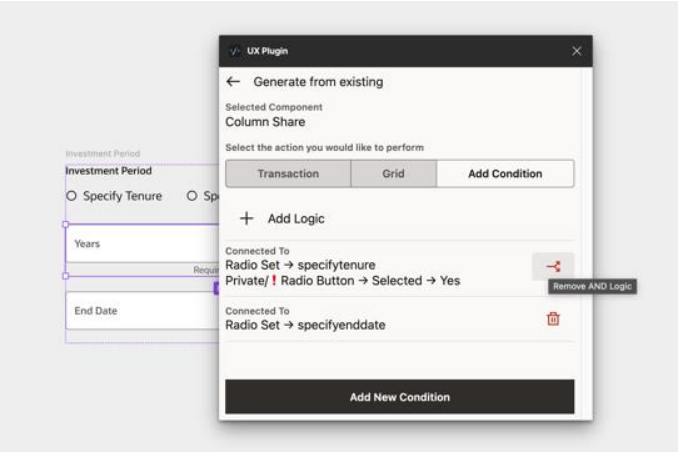 UX Plugin
Generate from existing
Selected Component
Column Share
Select the action you would like to perform
Transaction
Grid
Add Condition
Add Logic
Connected To
Radio Set → specifytenure
Private/❗ Radio Button → Selected → Yes
Remove AND Logic
Connected To
Radio Set → specifyenddate
Add New Condition
Investment Period
Investment Period
Specify Tenure
Years
End Date